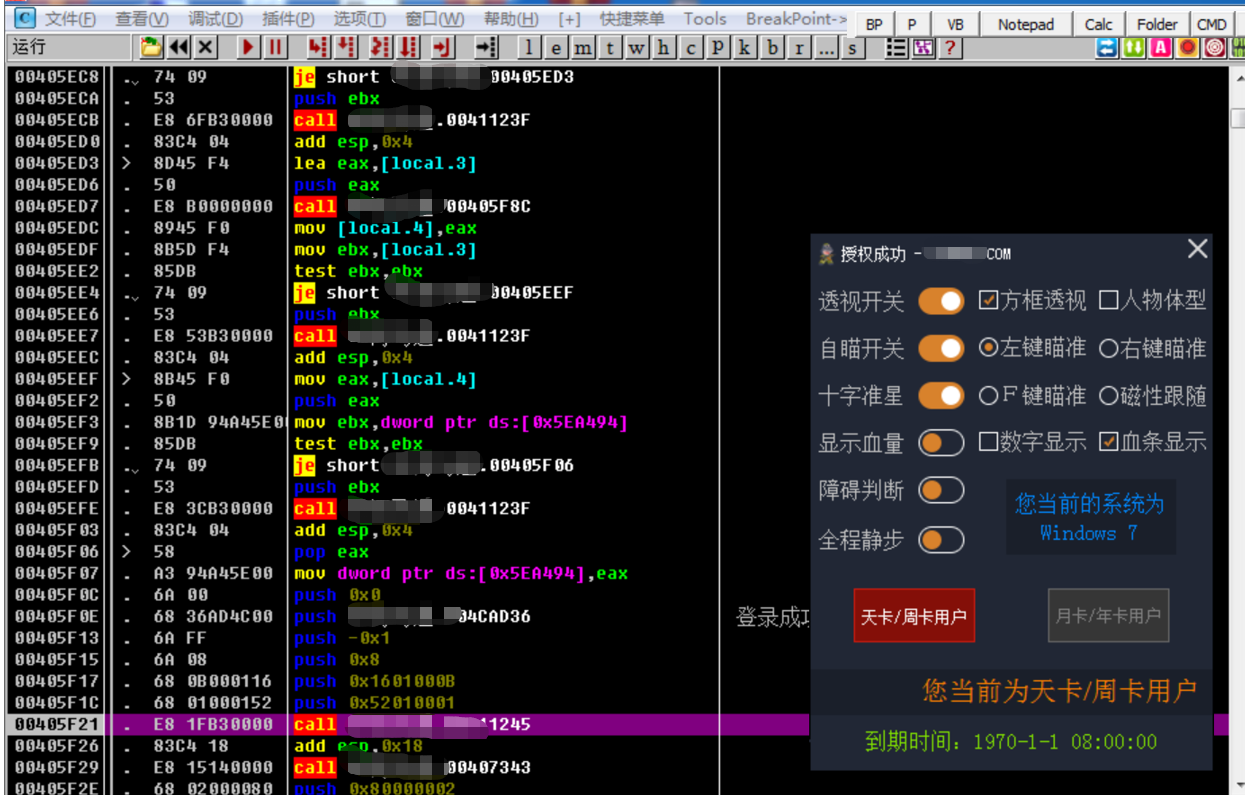 C 文件(F) 查看(V) 调试(D) 插件(P) 选项(T) 窗口(W) 帮助(H) [+] 快捷菜单 Tools BreakPoint-> BP P VB Notepad Calc Folder CMD
运行 l e m t w h c P k b r ... s ?
00405EC8 .⌄ 74 09 je short 00405ED3
00405ECA . 53 push ebx
00405ECB . E8 6FB30000 call .0041123F
00405ED0 . 83C4 04 add esp,0x4
00405ED3 > 8D45 F4 lea eax,[local.3]
00405ED6 . 50 push eax
00405ED7 . E8 B0000000 call 00405F8C
00405EDC . 8945 F0 mov [local.4],eax
00405EDF . 8B5D F4 mov ebx,[local.3]
00405EE2 . 85DB test ebx,ebx
00405EE4 .⌄ 74 09 je short 00405EEF
00405EE6 . 53 push ebx
00405EE7 . E8 53B30000 call .0041123F
00405EEC . 83C4 04 add esp,0x4
00405EEF > 8B45 F0 mov eax,[local.4]
00405EF2 . 50 push eax
00405EF3 . 8B1D 94A45E0 mov ebx,dword ptr ds:[0x5EA494]
00405EF9 . 85DB test ebx,ebx
00405EFB .⌄ 74 09 je short .00405F06
00405EFD . 53 push ebx
00405EFE . E8 3CB30000 call 0041123F
00405F03 . 83C4 04 add esp,0x4
00405F06 > 58 pop eax
00405F07 . A3 94A45E00 mov dword ptr ds:[0x5EA494],eax
00405F0C . 6A 00 push 0x0
00405F0E . 68 36AD4C00 push 04CAD36 登录成功
00405F13 . 6A FF push -0x1
00405F15 . 6A 08 push 0x8
00405F17 . 68 0B000116 push 0x1601000B
00405F1C . 68 01000152 push 0x52010001
00405F21 . E8 1FB30000 call 11245
00405F26 . 83C4 18 add esp,0x18
00405F29 . E8 15140000 call 00407343
00405F2E . 68 02000080 push 0x80000002
授权成功 - COM
透视开关 方框透视 人物体型
自瞄开关 左键瞄准 右键瞄准
十字准星 F 键瞄准 磁性跟随
显示血量 数字显示 血条显示
障碍判断
全程静步
您当前的系统为
Windows 7
天卡/周卡用户 月卡/年卡用户
您当前为天卡/周卡用户
到期时间: 1970-1-1 08:00:00